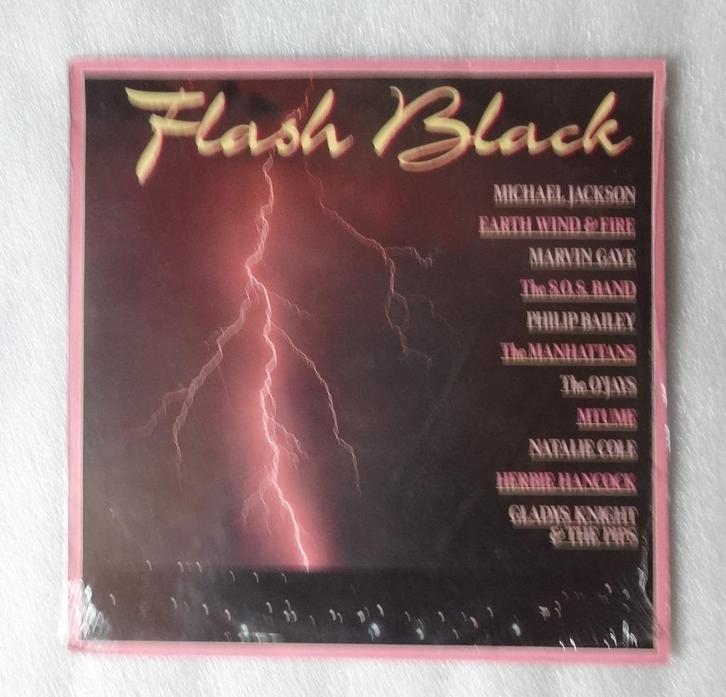 Flash Black
MICHAEL JACKSON
EARTH WIND & FIRE
MARVIN GAYE
The S.O.S. BAND
PHILIP BAILEY
The MANHATTANS
The O'JAYS
MTUME
NATALIE COLE
HERBIE HANCOCK
GLADYS KNIGHT
& THE PIPS